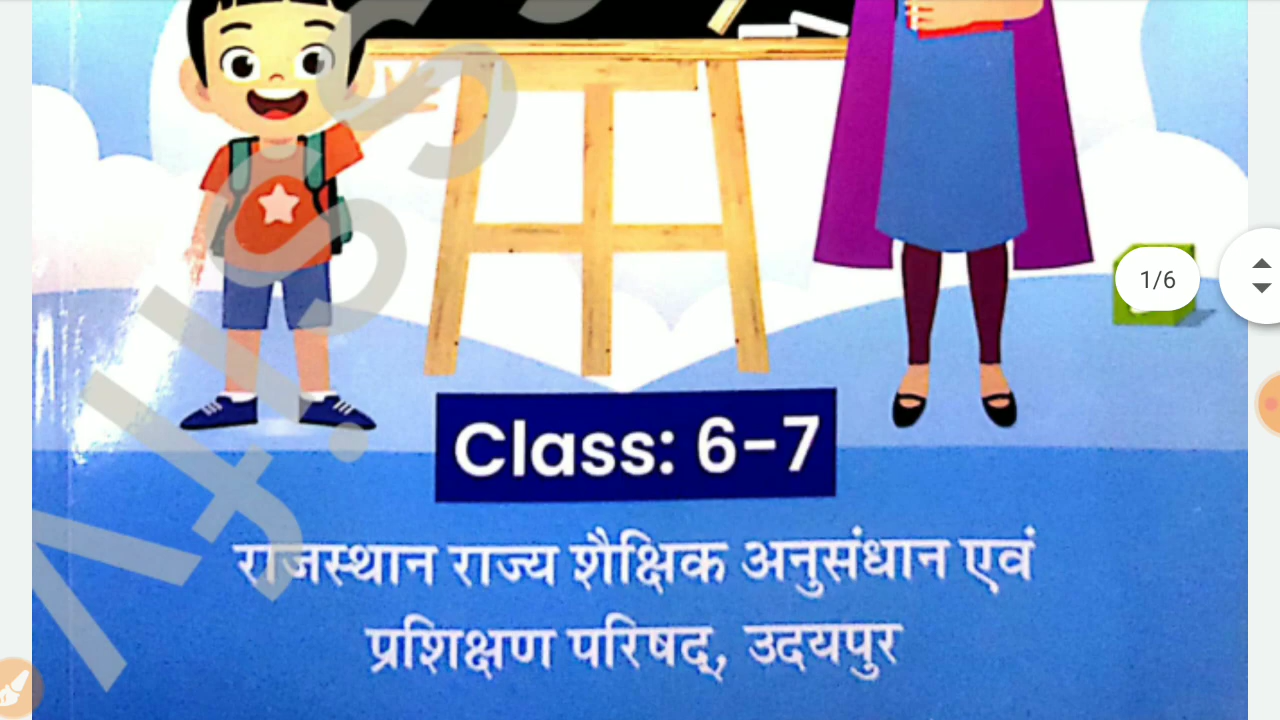 1/6
Class: 6-7
राजस्थान राज्य शैक्षिक अनुसंधान एवं
प्रशिक्षण परिषद्, उदयपुर